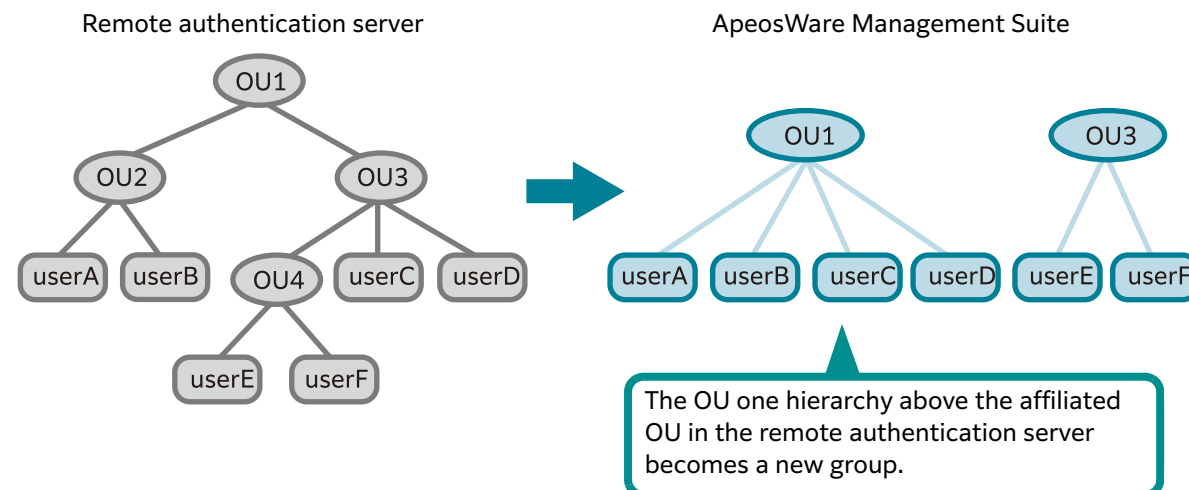 Remote authentication server
ApeosWare Management Suite
OU1
OU2
OU3
userA
userB
OU4
userC
userD
userE
userF
OU1
OU3
userA
userB
userC
userD
userE
userF
The OU one hierarchy above the affiliated
OU in the remote authentication server
becomes a new group.